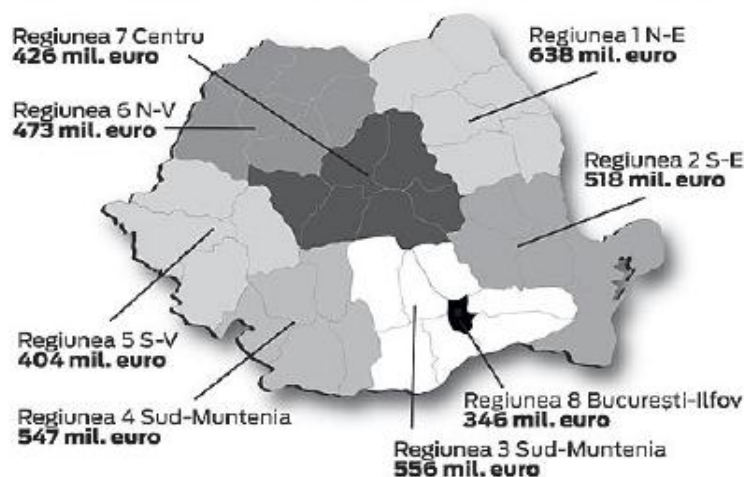 Regiunea 7 Centru
426 mil. euro
Regiunea 1 N-E
638 mil. euro
Regiunea 6 N-V
473 mil. euro
Regiunea 2 S-E
518 mil. euro
Regiunea 5 S-V
404 mil. euro
Regiunea 4 Sud-Muntenia
547 mil. euro
Regiunea 8 București-Ilfov
346 mil. euro
Regiunea 3 Sud-Muntenia
556 mil. euro